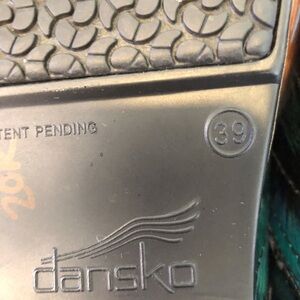 TENT PENDING
39
dansko